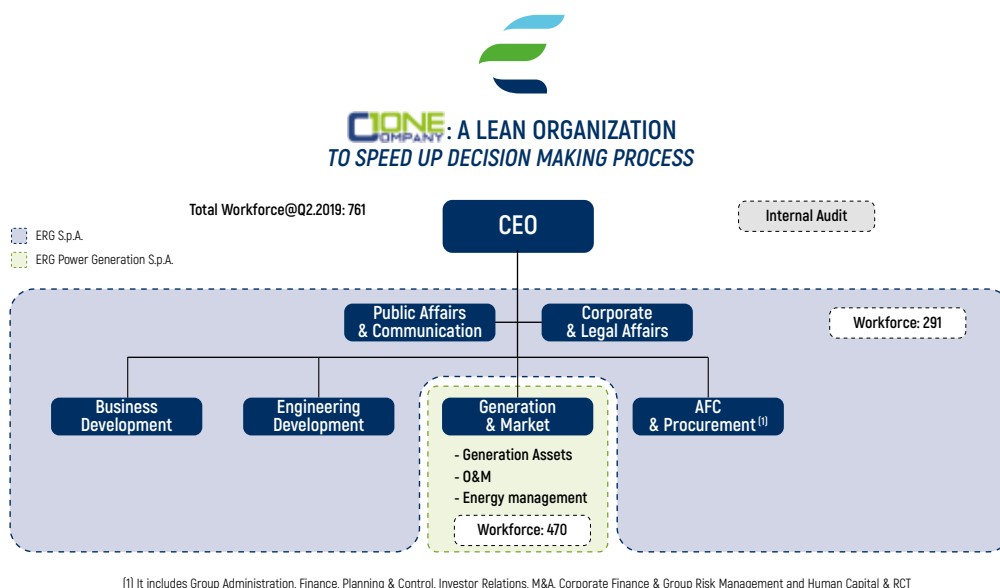 ONE COMPANY : A LEAN ORGANIZATION
TO SPEED UP DECISION MAKING PROCESS
Total Workforce@Q2.2019: 761
CEO
Internal Audit
ERG S.p.A.
ERG Power Generation S.p.A.
Public Affairs
& Communication
Corporate
& Legal Affairs
Workforce: 291
Business
Development
Engineering
Development
Generation
& Market
AFC
& Procurement (1)
- Generation Assets
- O&M
- Energy management
Workforce: 470
(1) It includes Group Administration, Finance, Planning & Control, Investor Relations, M&A, Corporate Finance & Group Risk Management and Human Capital & RCT